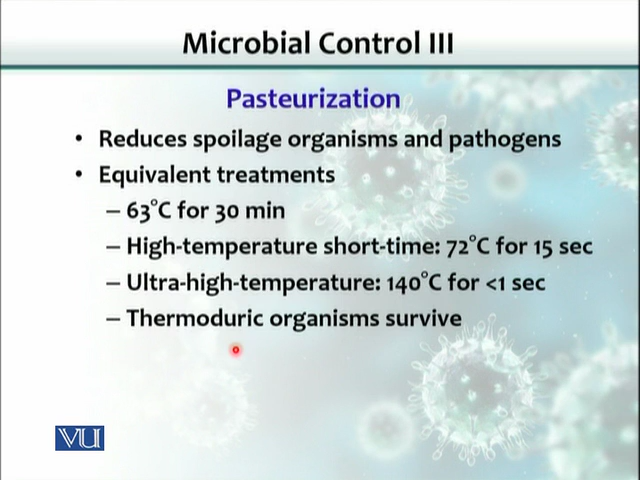 Microbial Control III
Pasteurization
• Reduces spoilage organisms and pathogens
• Equivalent treatments
– 63°C for 30 min
– High-temperature short-time: 72°C for 15 sec
– Ultra-high-temperature: 140°C for <1 sec
– Thermoduric organisms survive
VU